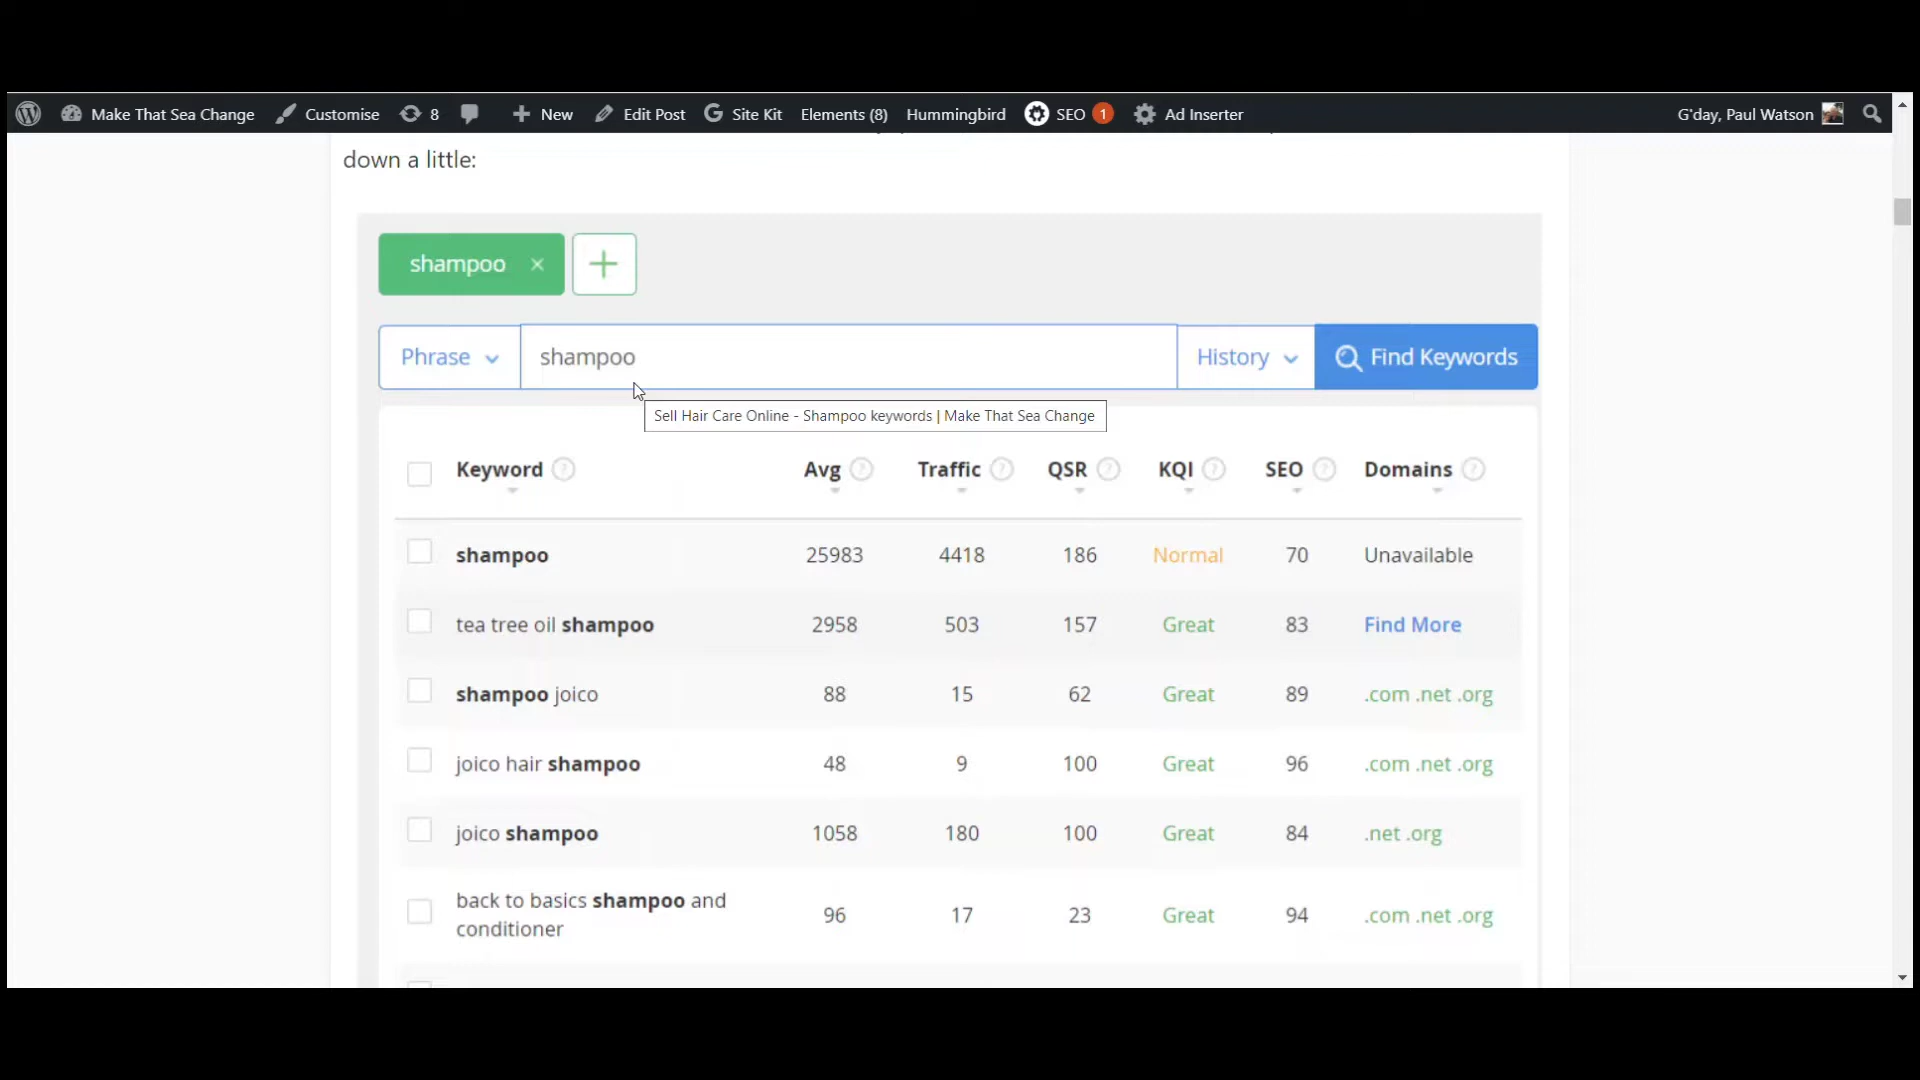 Make That Sea Change Customise 8 New Edit Post Site Kit Elements (8) Hummingbird SEO 1 Ad Inserter G'day, Paul Watson
down a little:
shampoo × +
Phrase shampoo History Find Keywords
Sell Hair Care Online - Shampoo keywords | Make That Sea Change
Keyword ? Avg ? Traffic ? QSR ? KQI ? SEO ? Domains ?
shampoo 25983 4418 186 Normal 70 Unavailable
tea tree oil shampoo 2958 503 157 Great 83 Find More
shampoo joico 88 15 62 Great 89 .com .net .org
joico hair shampoo 48 9 100 Great 96 .com .net .org
joico shampoo 1058 180 100 Great 84 .net .org
back to basics shampoo and
conditioner 96 17 23 Great 94 .com .net .org